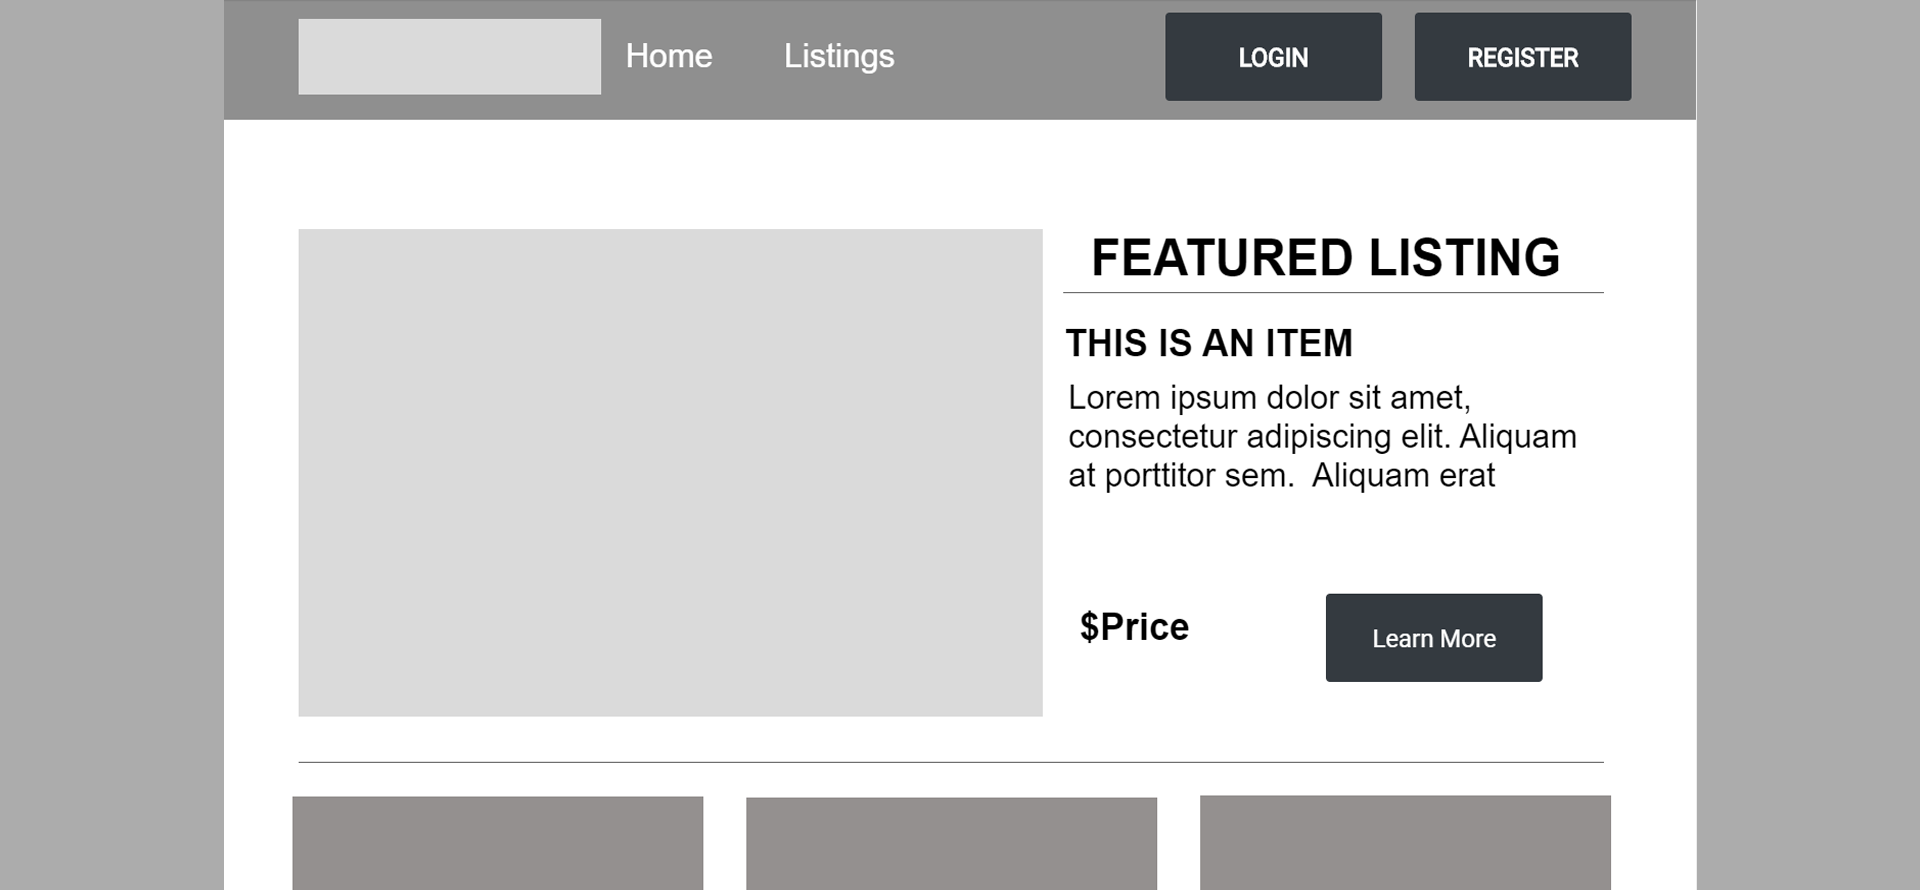 Home Listings LOGIN REGISTER
FEATURED LISTING
THIS IS AN ITEM
Lorem ipsum dolor sit amet,
consectetur adipiscing elit. Aliquam
at porttitor sem.  Aliquam erat
$Price Learn More